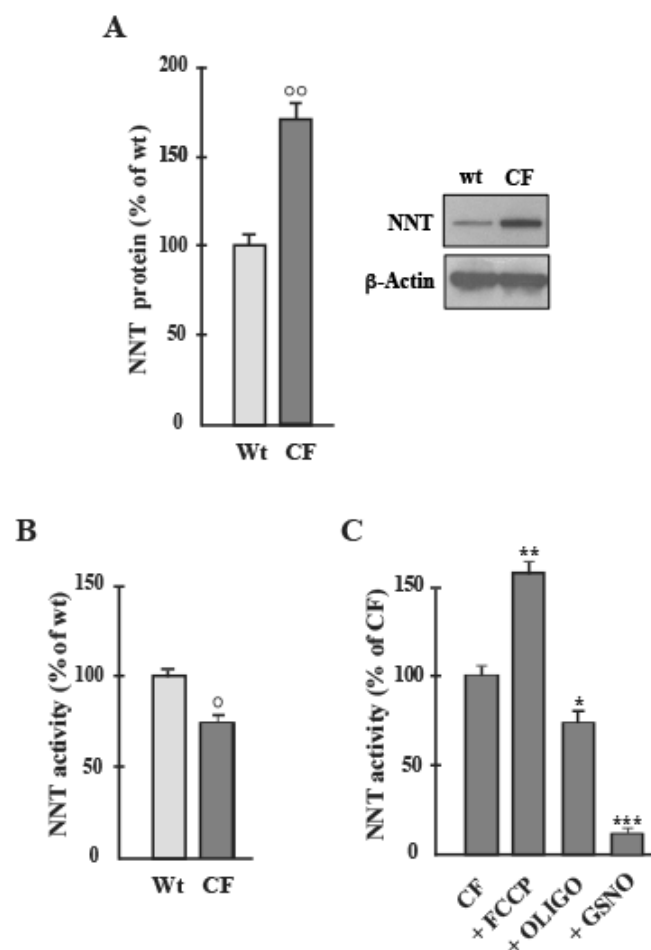 A
NNT protein (% of wt)
200
150
100
50
0
°°
Wt CF
wt CF
NNT
β-Actin
B
NNT activity (% of wt)
150
100
50
0
°
Wt CF
C
NNT activity (% of CF)
150
100
50
0
**
*
***
CF
+ FCCP
+ OLIGO
+ GSNO